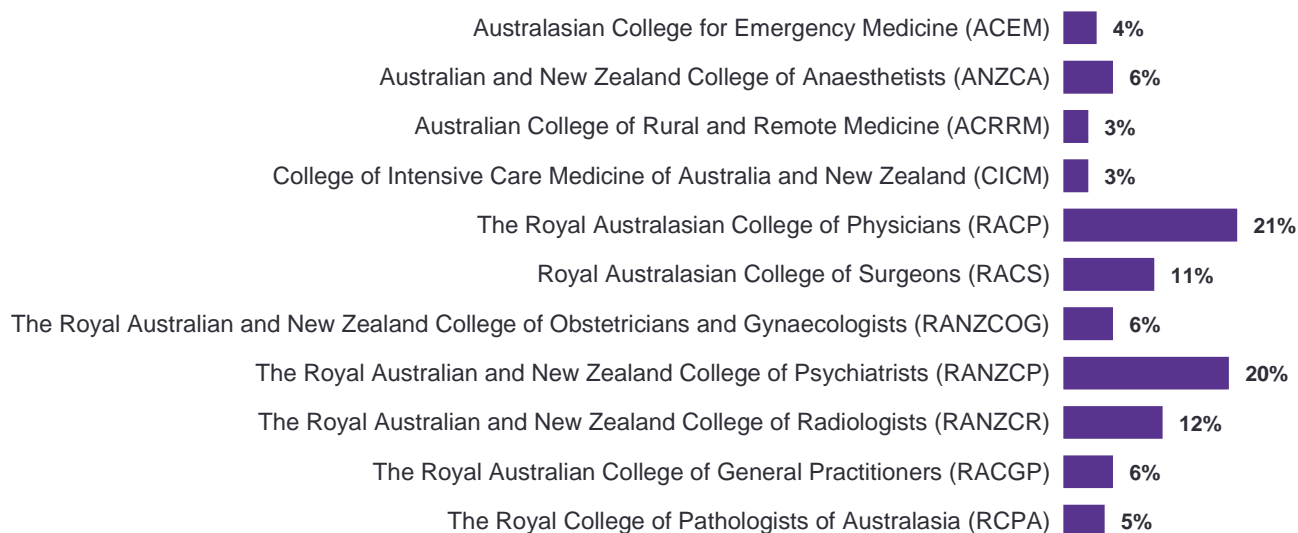 Australasian College for Emergency Medicine (ACEM) 4%
Australian and New Zealand College of Anaesthetists (ANZCA) 6%
Australian College of Rural and Remote Medicine (ACRRM) 3%
College of Intensive Care Medicine of Australia and New Zealand (CICM) 3%
The Royal Australasian College of Physicians (RACP) 21%
Royal Australasian College of Surgeons (RACS) 11%
The Royal Australian and New Zealand College of Obstetricians and Gynaecologists (RANZCOG) 6%
The Royal Australian and New Zealand College of Psychiatrists (RANZCP) 20%
The Royal Australian and New Zealand College of Radiologists (RANZCR) 12%
The Royal Australian College of General Practitioners (RACGP) 6%
The Royal College of Pathologists of Australasia (RCPA) 5%